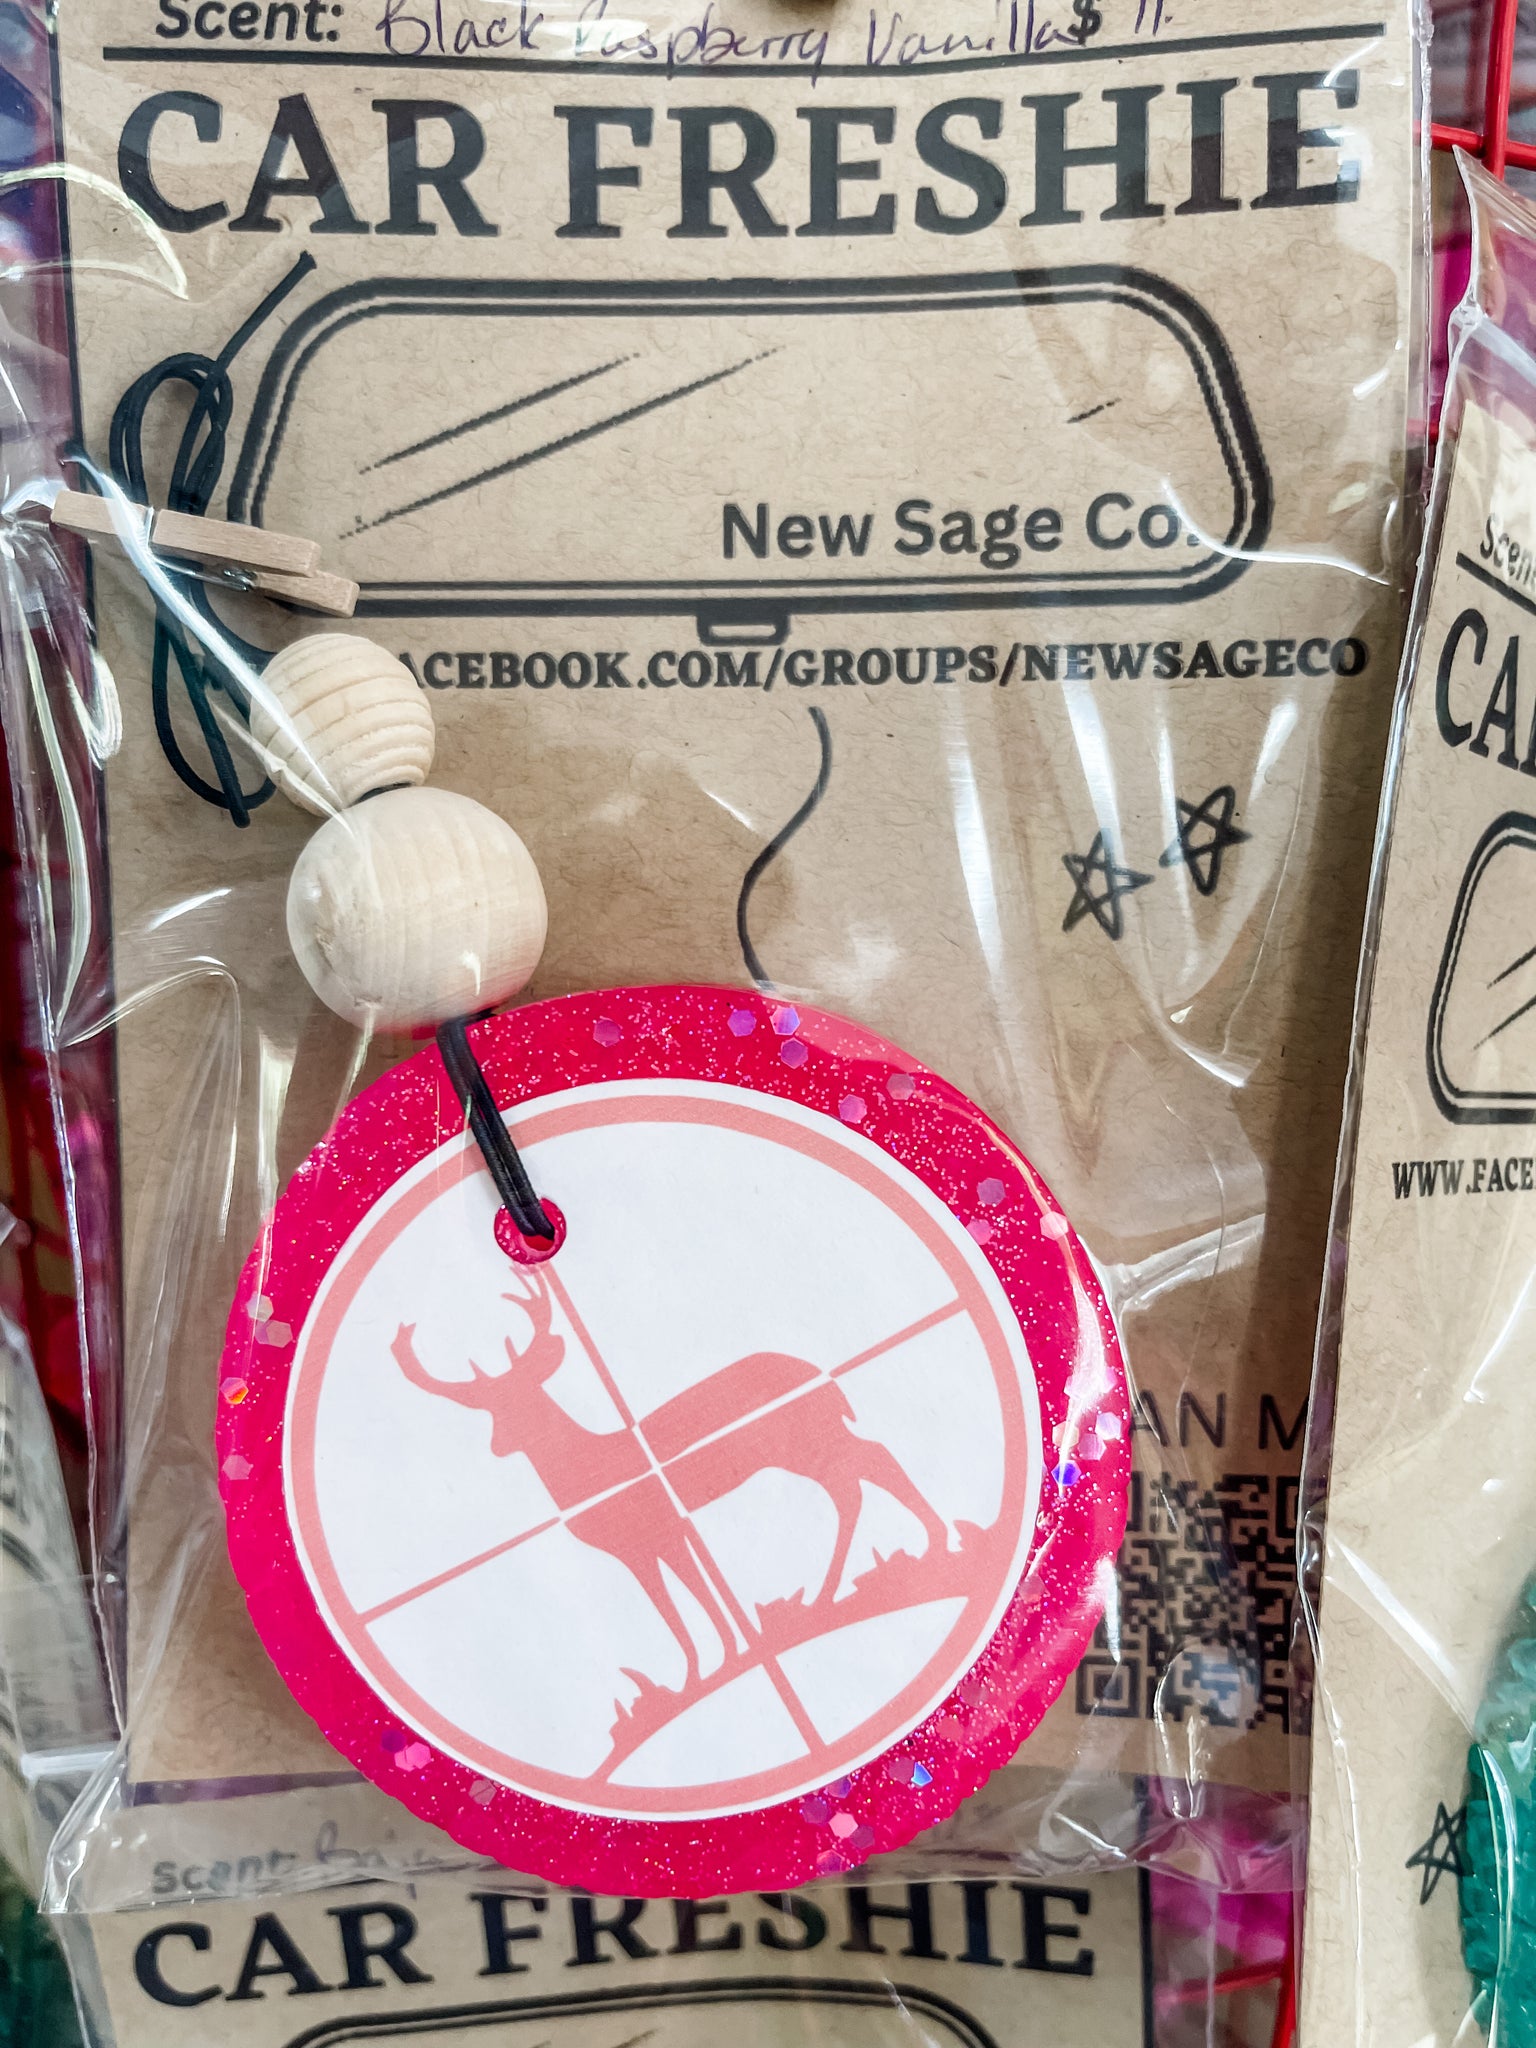 Scent: Black Raspberry Vanilla $ 11.
CAR FRESHIE
New Sage Co.
ACEBOOK.COM/GROUPS/NEWSAGECO
AN M
Scent:
CAR FRESHIE
Scen
CA
WWW.FACE